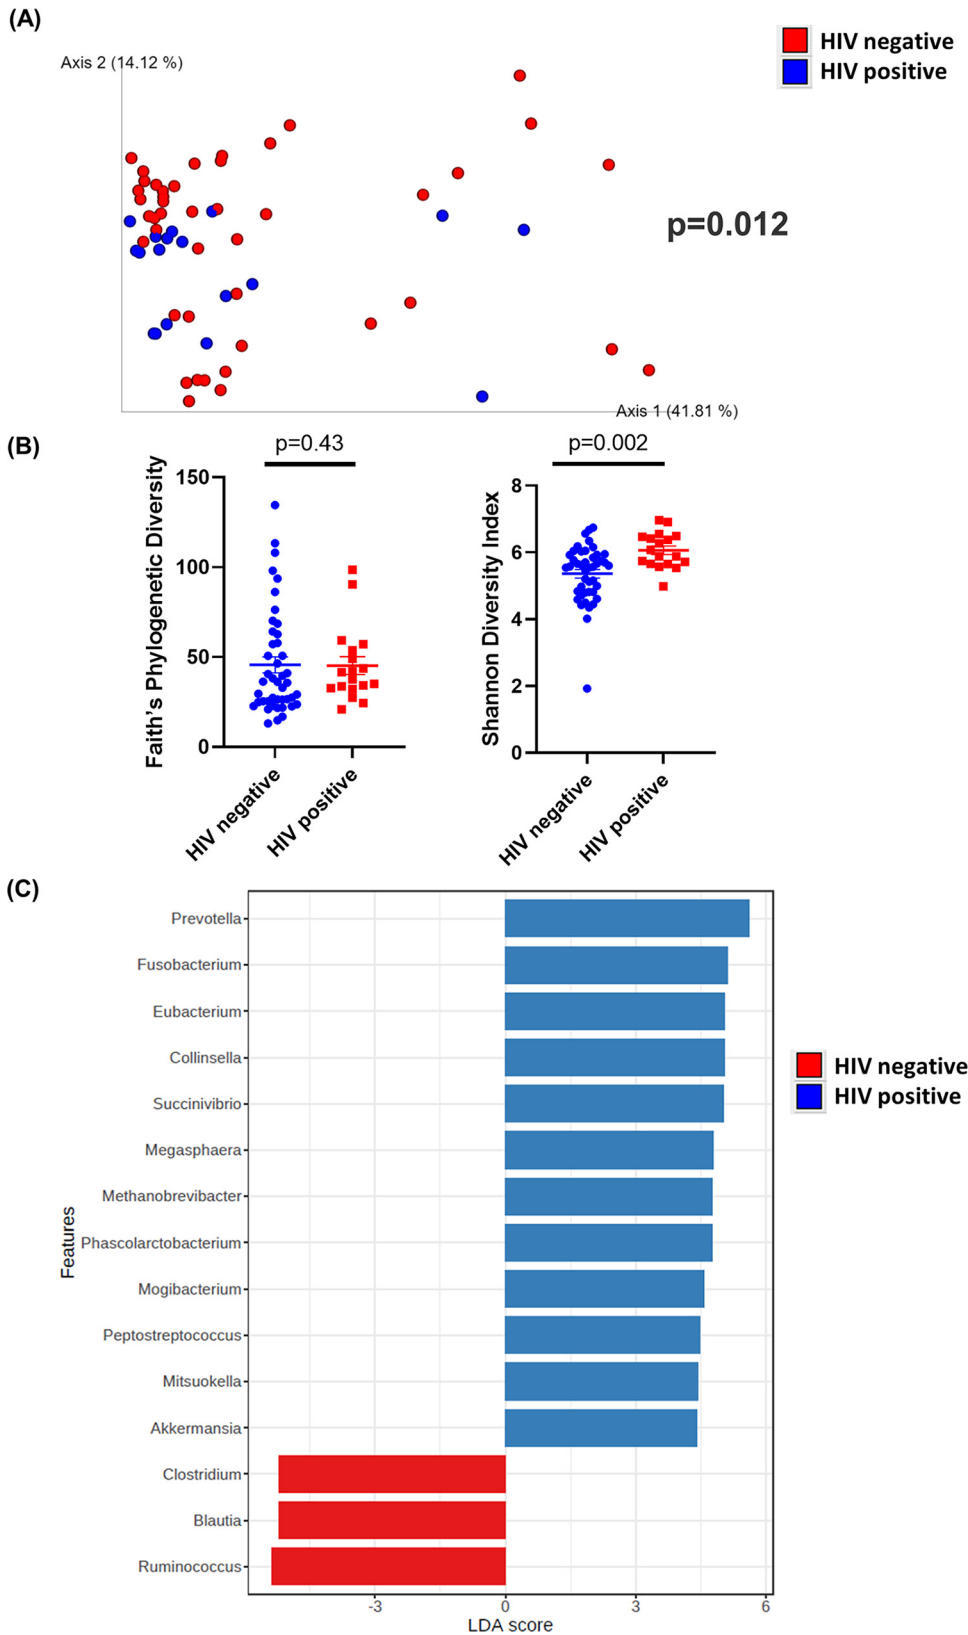 (A)
HIV negative
HIV positive
Axis 2 (14.12 %)
p=0.012
Axis 1 (41.81 %)
(B)
p=0.43
Faith's Phylogenetic Diversity
150
100
50
0
HIV negative
HIV positive
p=0.002
Shannon Diversity Index
8
6
4
2
0
HIV negative
HIV positive
(C)
Features
Prevotella
Fusobacterium
Eubacterium
Collinsella
Succinivibrio
Megasphaera
Methanobrevibacter
Phascolarctobacterium
Mogibacterium
Peptostreptococcus
Mitsuokella
Akkermansia
Clostridium
Blautia
Ruminococcus
-3
0
3
6
LDA score
HIV negative
HIV positive